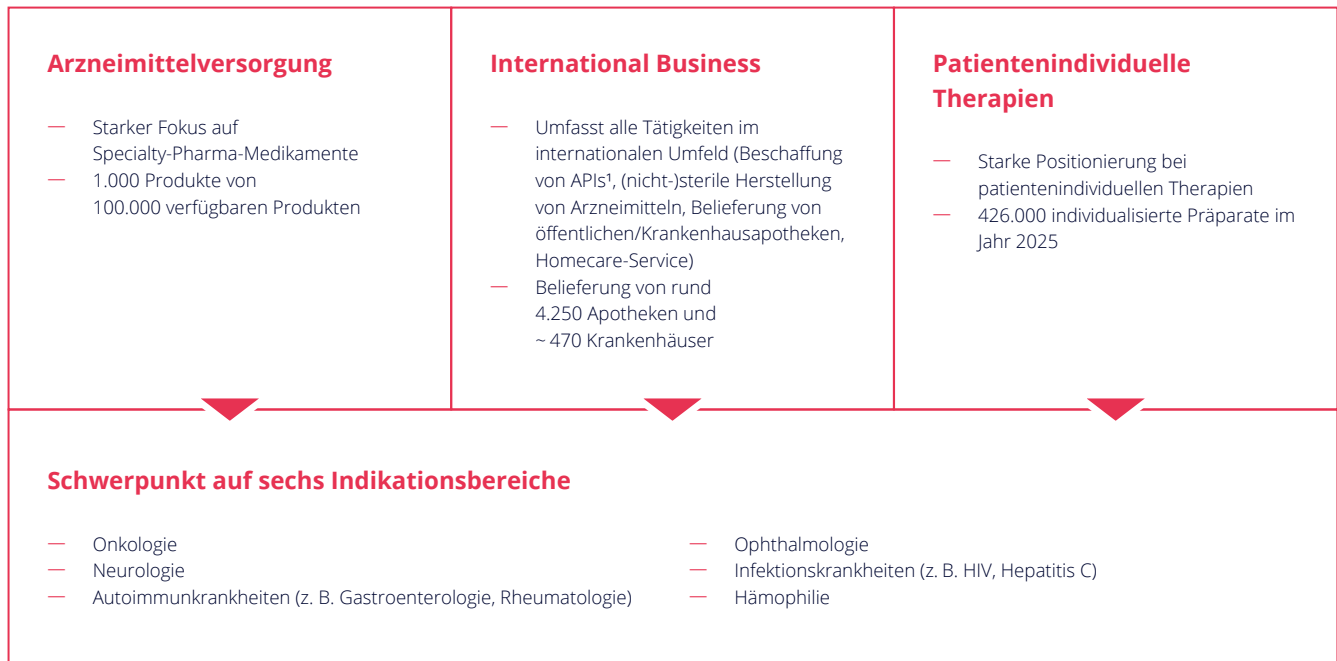 Arzneimittelversorgung
— Starker Fokus auf
Specialty-Pharma-Medikamente
— 1.000 Produkte von
100.000 verfügbaren Produkten
International Business
— Umfasst alle Tätigkeiten im
internationalen Umfeld (Beschaffung
von APIs¹, (nicht-)sterile Herstellung
von Arzneimitteln, Belieferung von
öffentlichen/Krankenhausapotheken,
Homecare-Service)
— Belieferung von rund
4.250 Apotheken und
~ 470 Krankenhäuser
Patientenindividuelle
Therapien
— Starke Positionierung bei
patientenindividuellen Therapien
— 426.000 individualisierte Präparate im
Jahr 2025
Schwerpunkt auf sechs Indikationsbereiche
— Onkologie
— Neurologie
— Autoimmunkrankheiten (z. B. Gastroenterologie, Rheumatologie)
— Ophthalmologie
— Infektionskrankheiten (z. B. HIV, Hepatitis C)
— Hämophilie